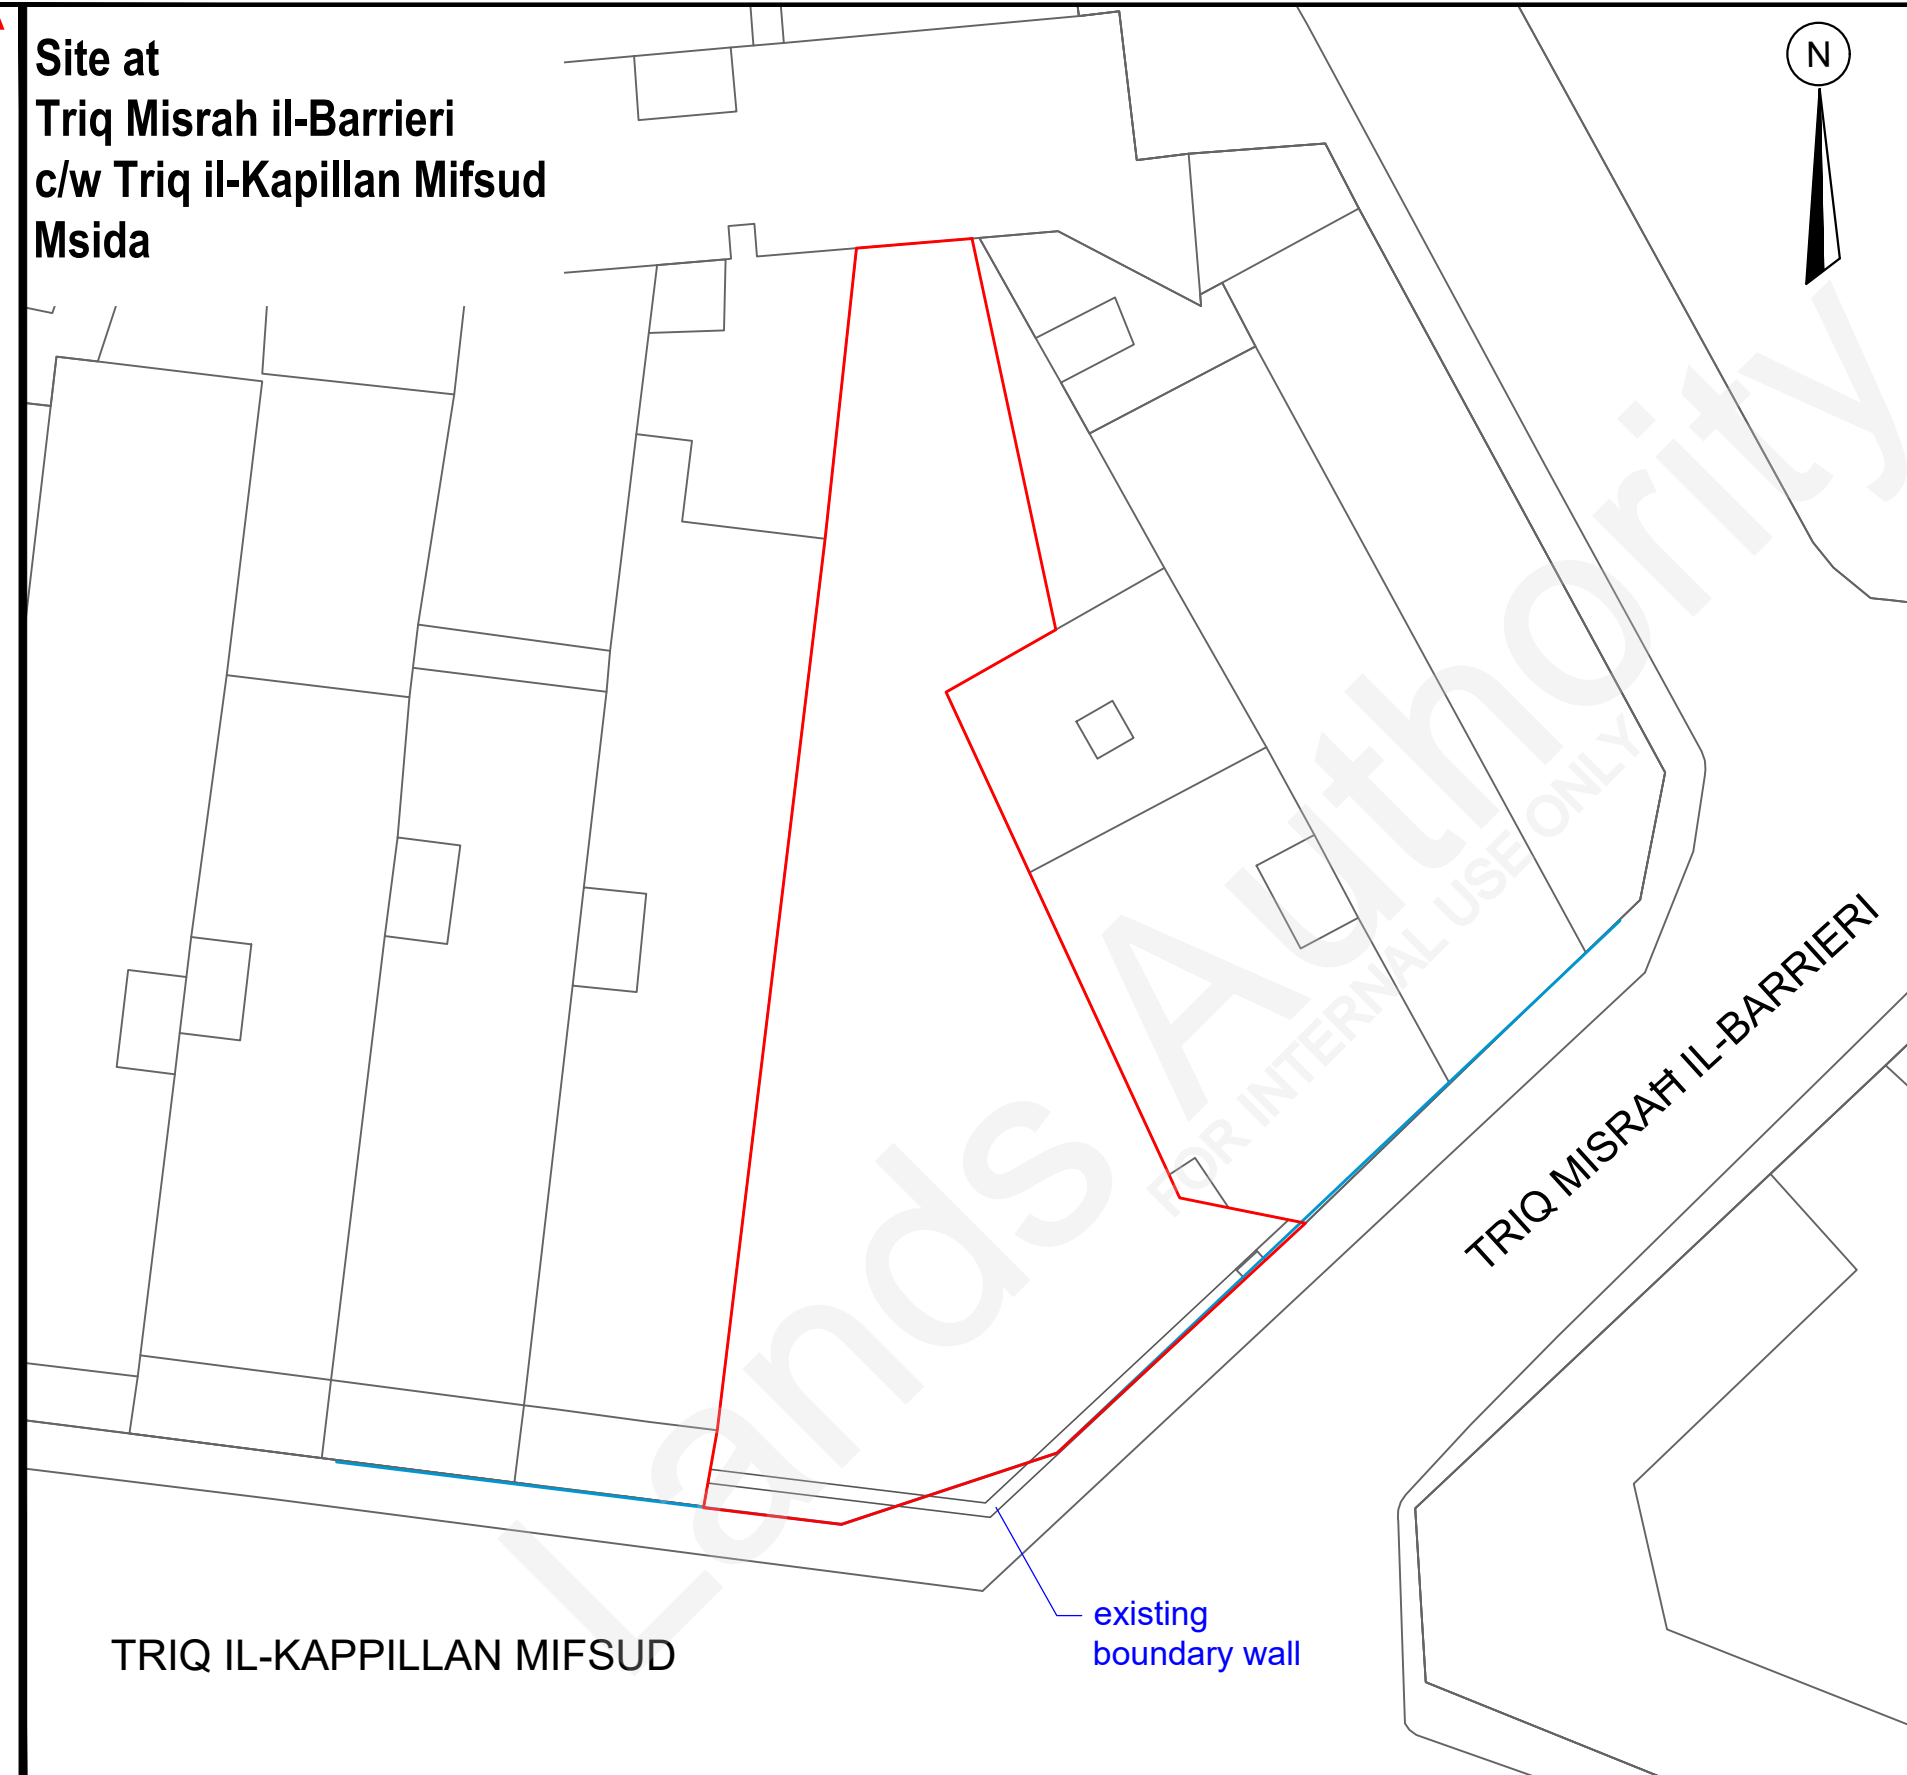 Site at
Triq Misrah il-Barrieri
c/w Triq il-Kapillan Mifsud
Msida
N
TRIQ MISRAĦ IL-BARRIERI
Lands Authority
FOR INTERNAL USE ONLY
existing
boundary wall
TRIQ IL-KAPPILLAN MIFSUD